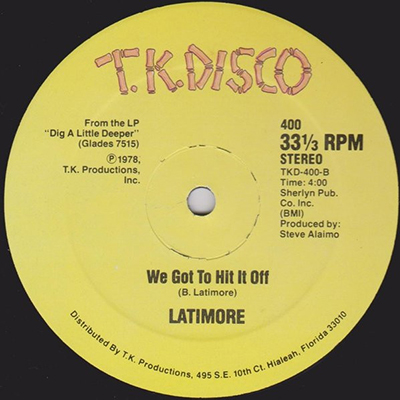 T.K.DISCO
From the LP
"Dig A Little Deeper"
(Glades 7515)
℗ 1978,
T.K. Productions,
Inc.
400
33⅓ RPM
STEREO
TKD-400-B
Time: 4:00
Sherlyn Pub.
Co. Inc.
(BMI)
Produced by:
Steve Alaimo
We Got To Hit It Off
(B. Latimore)
LATIMORE
Distributed By T.K. Productions, 495 S.E. 10th Ct. Hialeah, Florida 33010